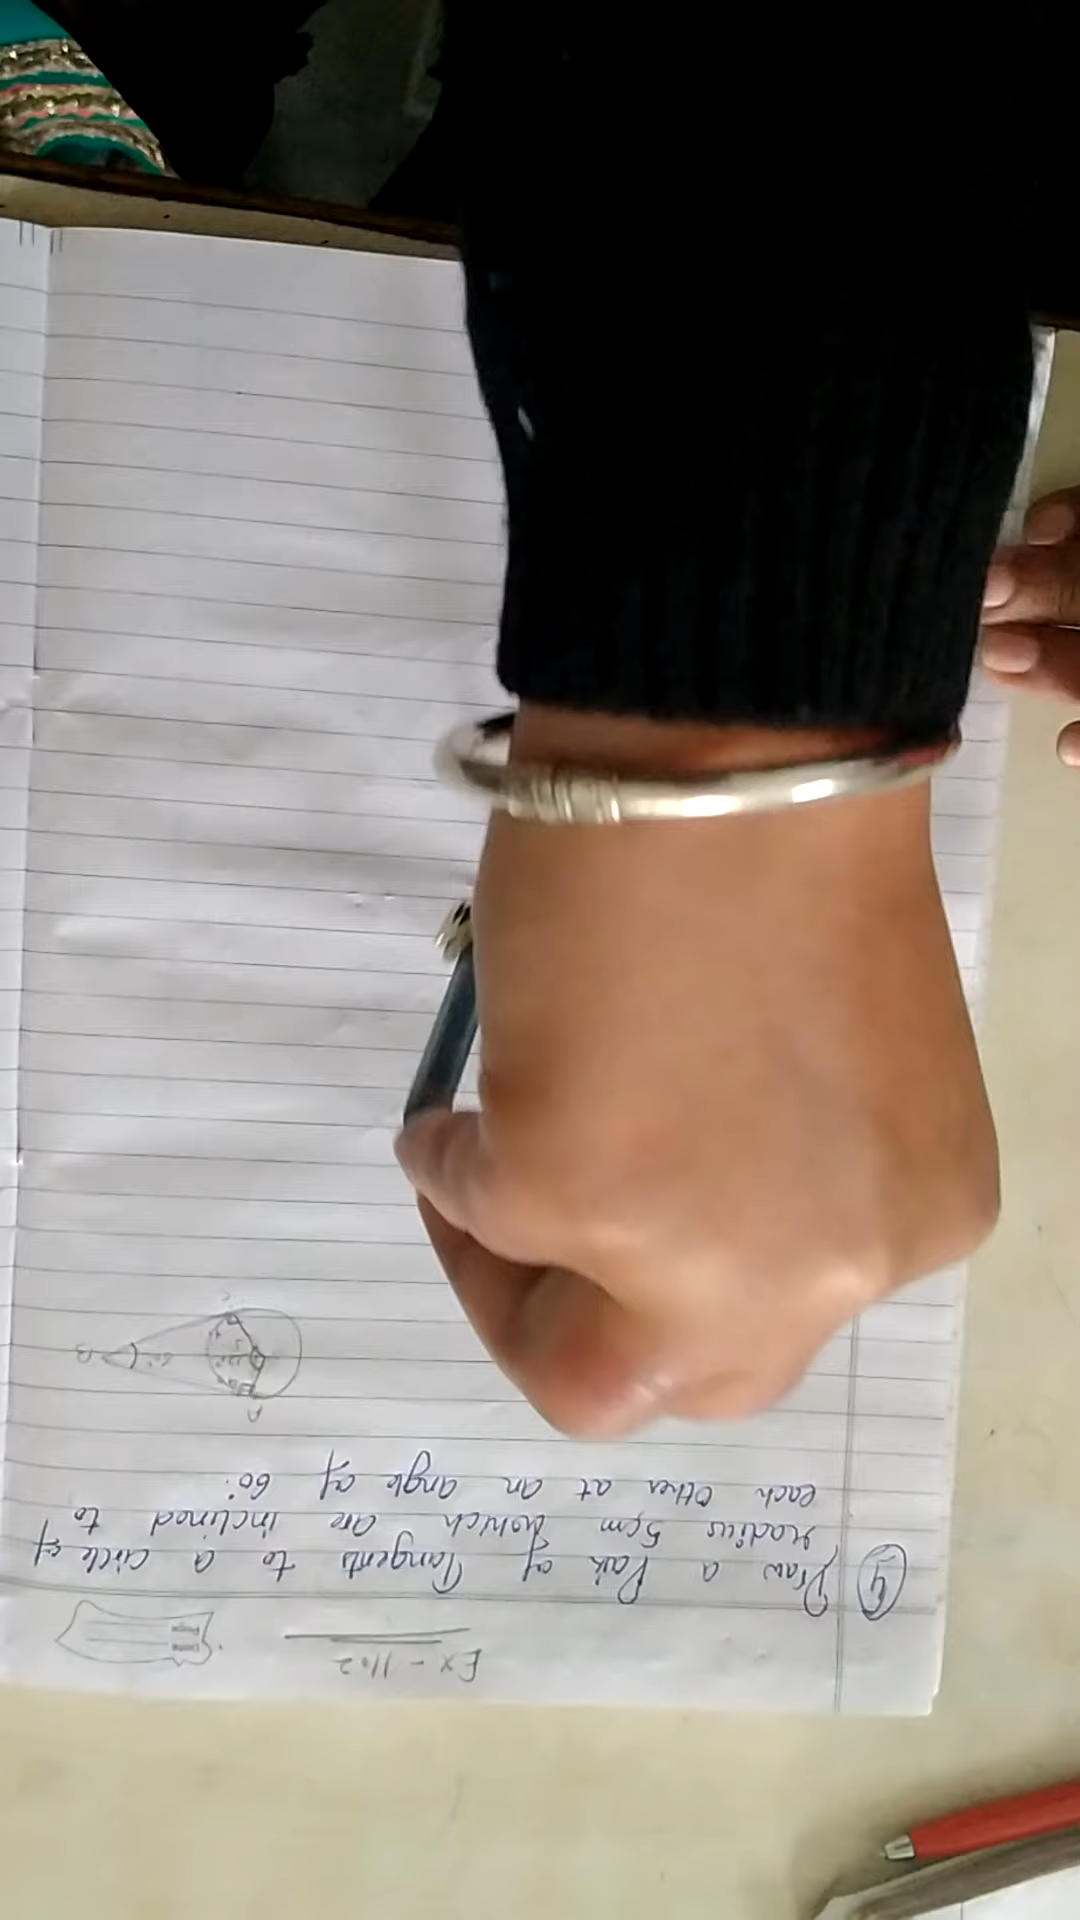 Ex - 11.2
④ Draw a Pair of Tangents to a circle of
radius 5cm which are inclined to
each other at an angle of 60°.
A
B